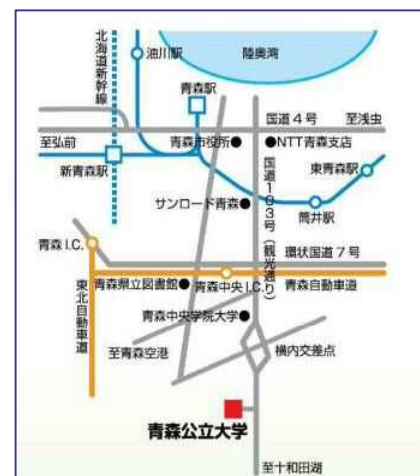 北海道新幹線
油川駅
陸奥湾
青森駅
国道4号
至浅虫
至弘前
青森市役所
NTT青森支店
新青森駅
東青森駅
国道103号(観光通り)
サンロード青森
筒井駅
青森I.C.
環状国道7号
青森県立図書館
青森中央I.C.
青森自動車道
東北自動車道
青森中央学院大学
至青森空港
横内交差点
青森公立大学
至十和田湖